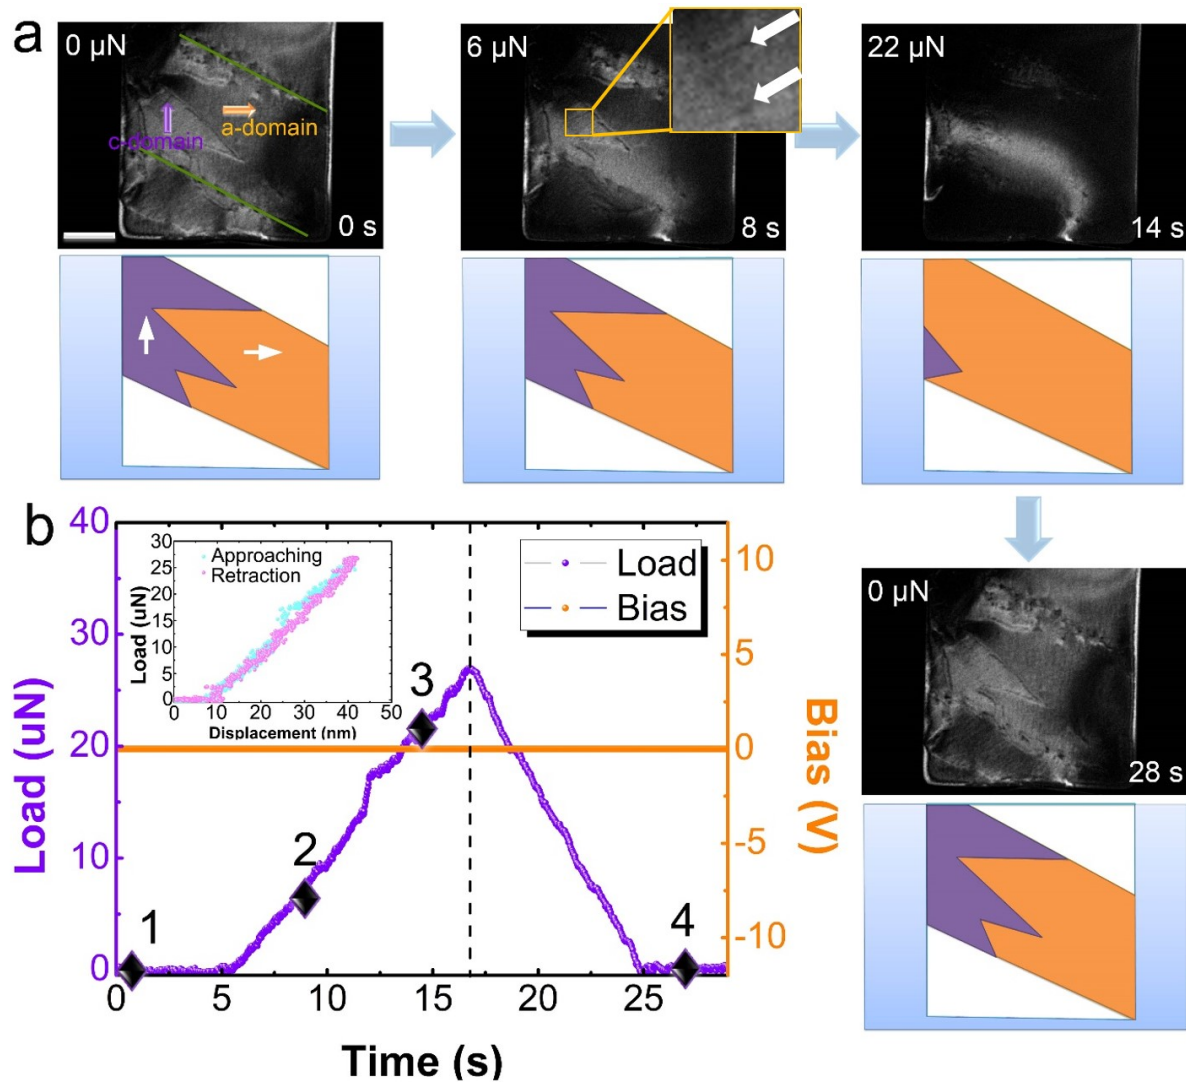 a
0 µN
c-domain
a-domain
0 s
6 µN
8 s
22 µN
14 s
0 µN
28 s
b
Load (uN)
40
30
20
10
0
Load (uN)
30
25
20
15
10
5
0
Approaching
Retraction
0 10 20 30 40 50
Displacement (nm)
Load
Bias
1
2
3
4
10
5
0
-5
-10
Bias (V)
0 5 10 15 20 25
Time (s)